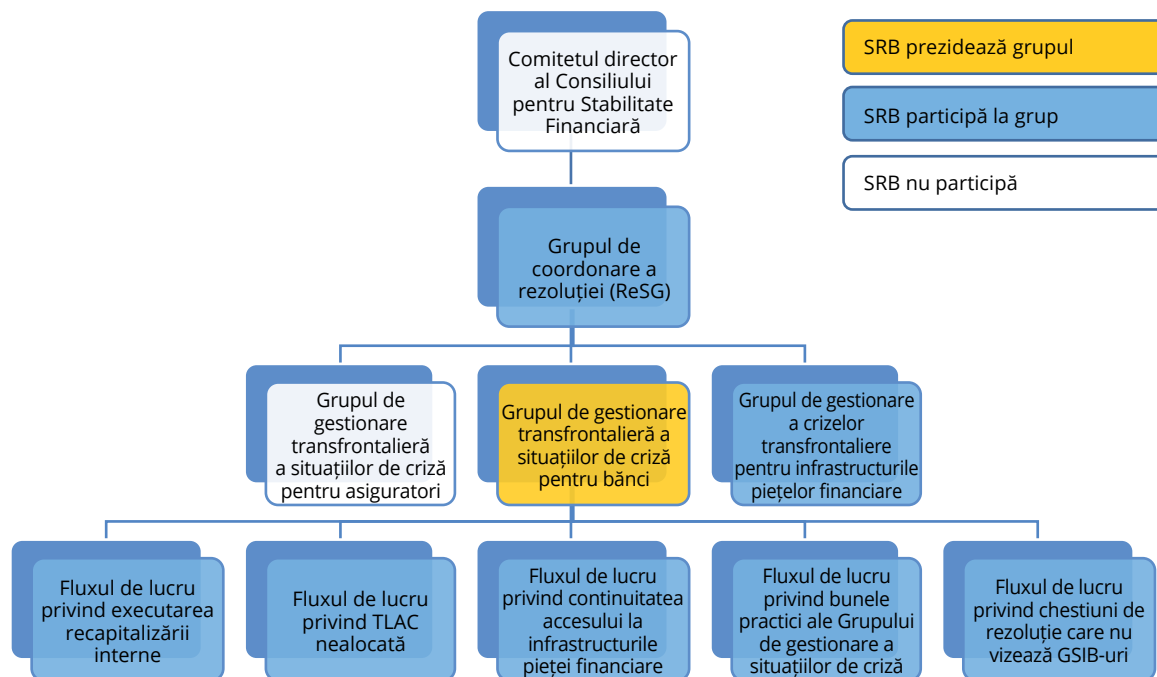 Comitetul director
al Consiliului
pentru Stabilitate
Financiară
SRB prezidează grupul
SRB participă la grup
SRB nu participă
Grupul de
coordonare a
rezoluției (ReSG)
Grupul de
gestionare
transfrontalieră
a situațiilor de criză
pentru asiguratori
Grupul de gestionare
transfrontalieră a
situațiilor de criză
pentru bănci
Grupul de gestionare
a crizelor
transfrontaliere
pentru infrastructurile
piețelor financiare
Fluxul de lucru
privind executarea
recapitalizării
interne
Fluxul de lucru
privind TLAC
nealocată
Fluxul de lucru
privind continuitatea
accesului la
infrastructurile
pieței financiare
Fluxul de lucru
privind bunele
practici ale Grupului
de gestionare a
situațiilor de criză
Fluxul de lucru
privind chestiuni de
rezoluție care nu
vizează GSIB-uri